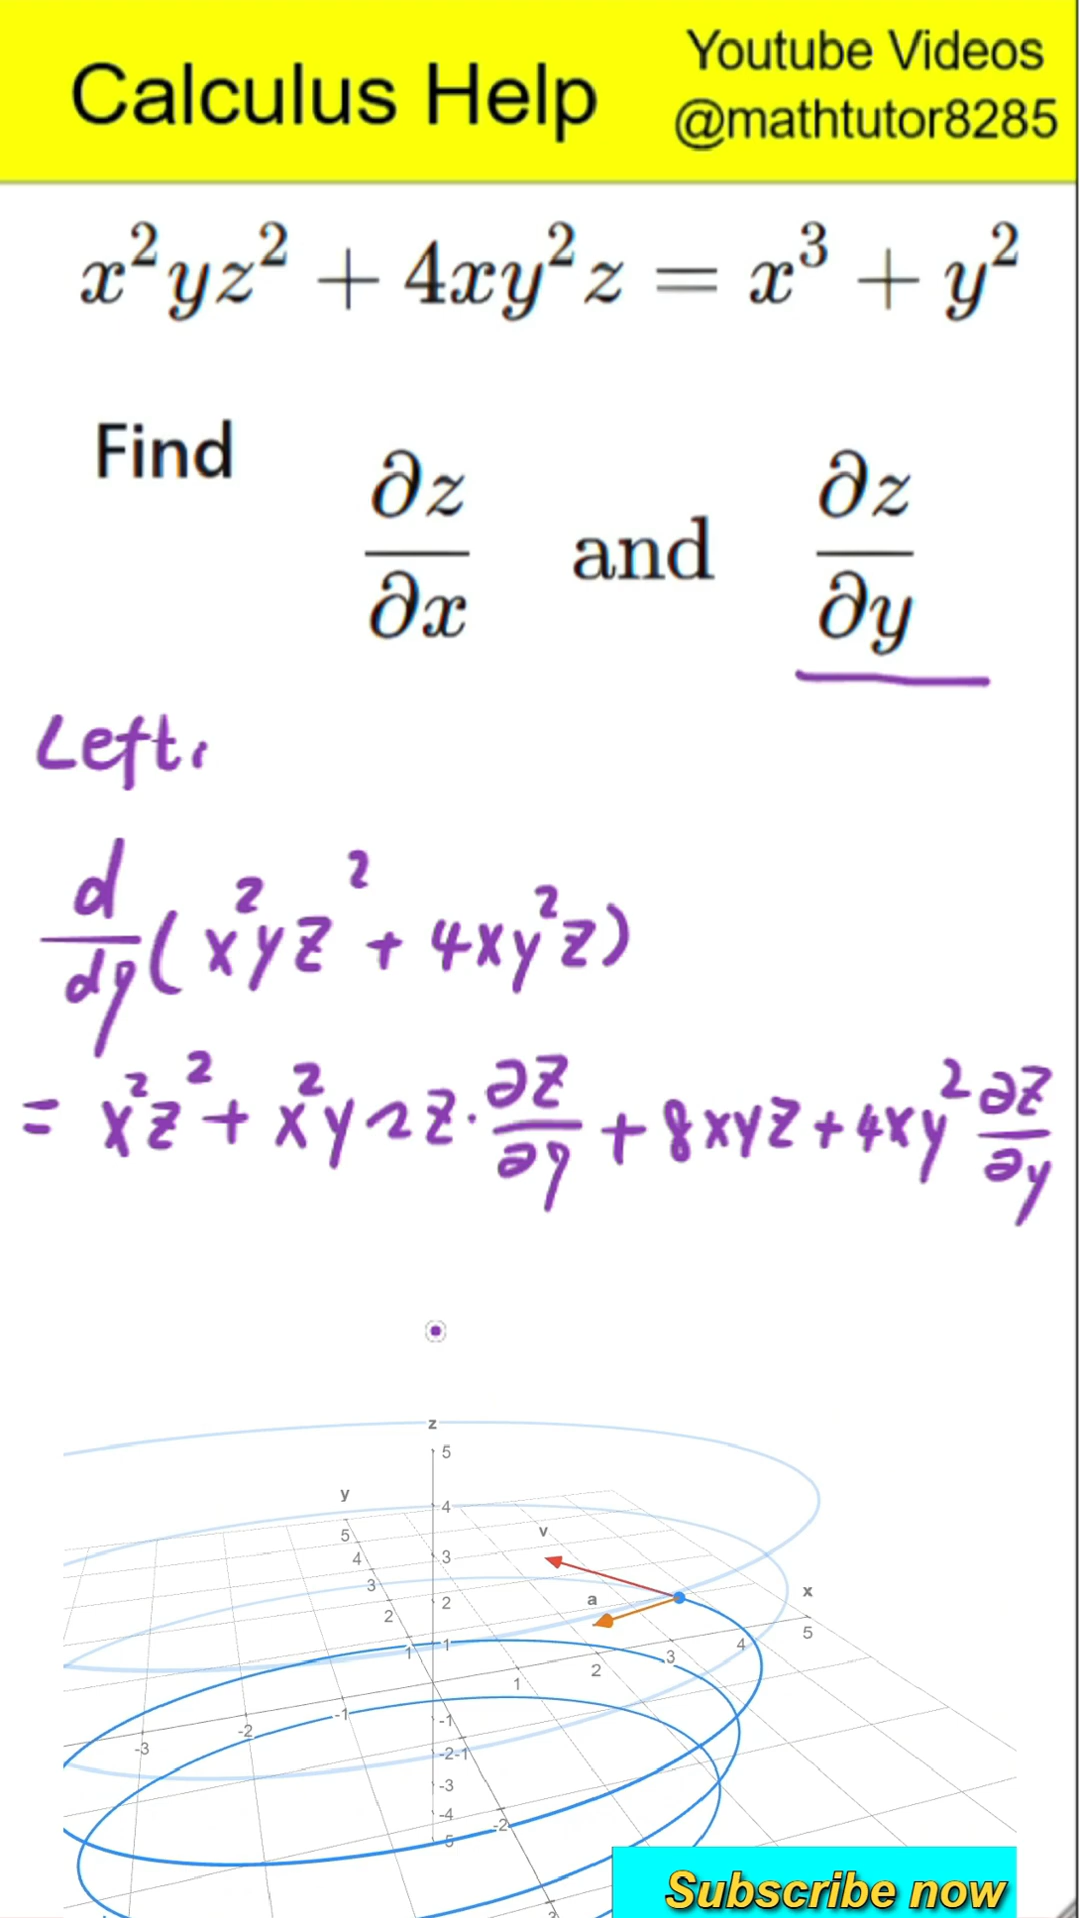 Calculus Help
Youtube Videos
@mathtutor8285
x²yz² + 4xy²z = x³ + y²
Find ∂z/∂x and ∂z/∂y
Left,
d/dy (x²yz² + 4xy²z)
= x²z² + x²y2z · ∂z/∂y + 8xyz + 4xy² ∂z/∂y
z
5
y
4
v
5
4
3
3
a
x
2
2
5
1
1
4
3
2
1
-1
-1
-2
-2
-1
-3
-3
-4
-2
-5
Subscribe now